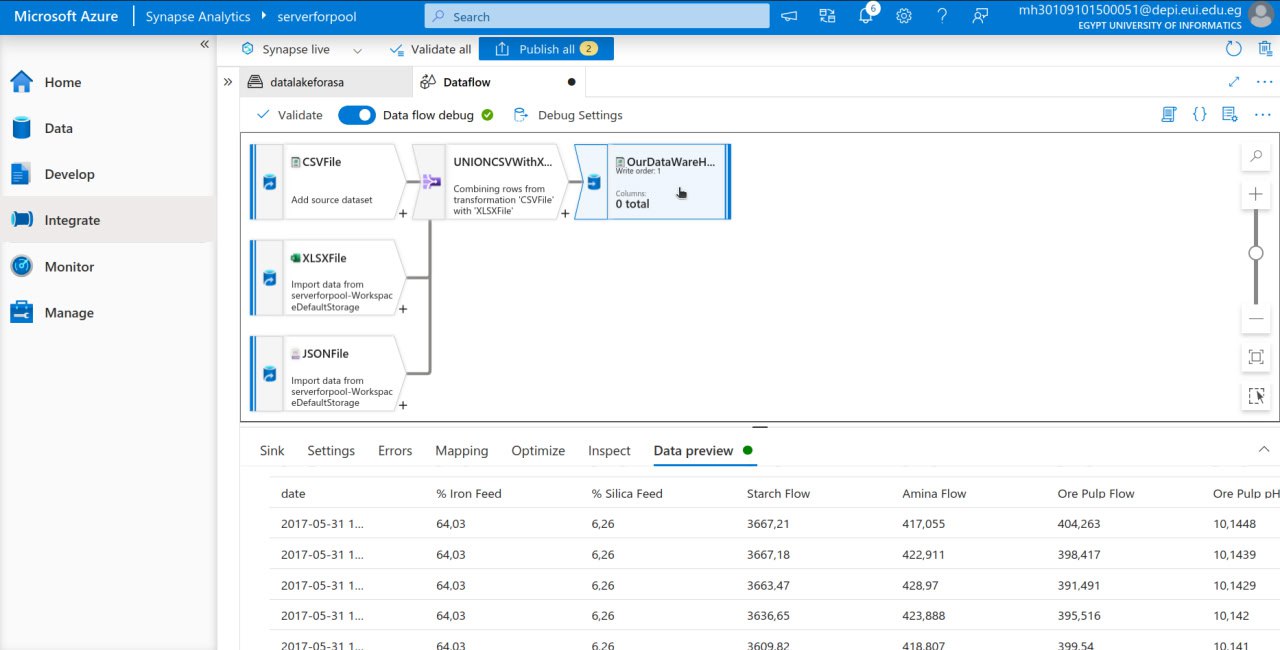 Microsoft Azure
Synapse Analytics
serverforpool
Search
6
mh30109101500051@depi.eui.edu.eg
EGYPT UNIVERSITY OF INFORMATICS
Home
Data
Develop
Integrate
Monitor
Manage
Synapse live
Validate all
Publish all 2
datalakeforasa
Dataflow
Validate
Data flow debug
Debug Settings
CSVFile
Add source dataset
UNIONCSVWithX...
Combining rows from
transformation 'CSVFile'
with 'XLSXFile'
OurDataWareH...
Write order: 1
Columns:
0 total
XLSXFile
Import data from
serverforpool-Workspac
eDefaultStorage
JSONFile
Import data from
serverforpool-Workspac
eDefaultStorage
Sink Settings Errors Mapping Optimize Inspect Data preview
date % Iron Feed % Silica Feed Starch Flow Amina Flow Ore Pulp Flow Ore Pulp pH
2017-05-31 1... 64,03 6,26 3667,21 417,055 404,263 10,1448
2017-05-31 1... 64,03 6,26 3667,18 422,911 398,417 10,1439
2017-05-31 1... 64,03 6,26 3663,47 428,97 391,491 10,1429
2017-05-31 1... 64,03 6,26 3636,65 423,888 395,516 10,142
2017-05-31 1... 64,03 6,26 3609,82 418,807 399,54 10,141